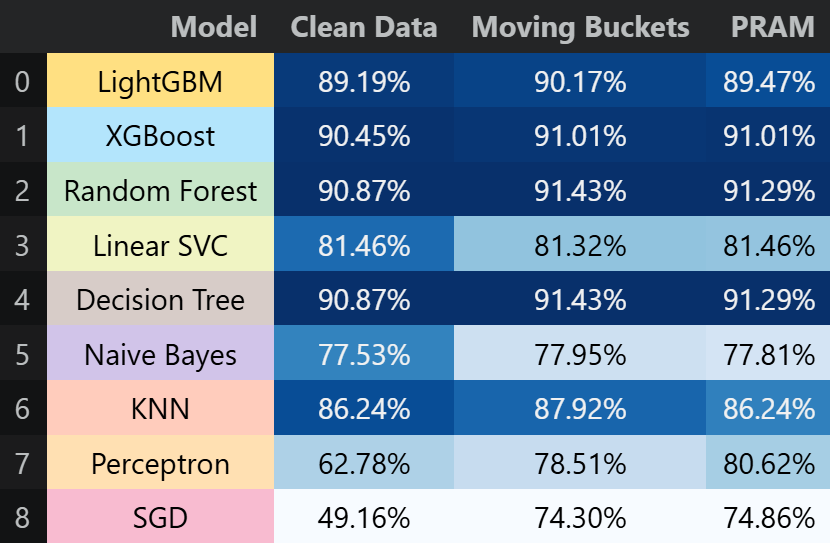 Model Clean Data Moving Buckets PRAM
0 LightGBM 89.19% 90.17% 89.47%
1 XGBoost 90.45% 91.01% 91.01%
2 Random Forest 90.87% 91.43% 91.29%
3 Linear SVC 81.46% 81.32% 81.46%
4 Decision Tree 90.87% 91.43% 91.29%
5 Naive Bayes 77.53% 77.95% 77.81%
6 KNN 86.24% 87.92% 86.24%
7 Perceptron 62.78% 78.51% 80.62%
8 SGD 49.16% 74.30% 74.86%